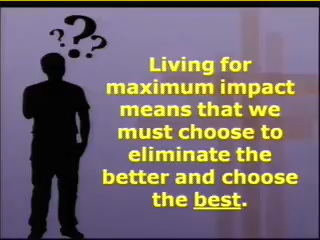 Living for
maximum impact
means that we
must choose to
eliminate the
better and choose
the best.